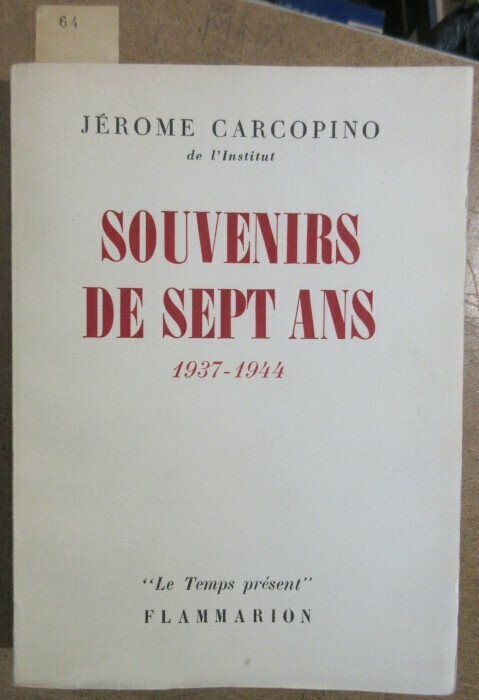 64
JÉROME CARCOPINO
de l'Institut
SOUVENIRS
DE SEPT ANS
1937-1944
"Le Temps présent"
FLAMMARION